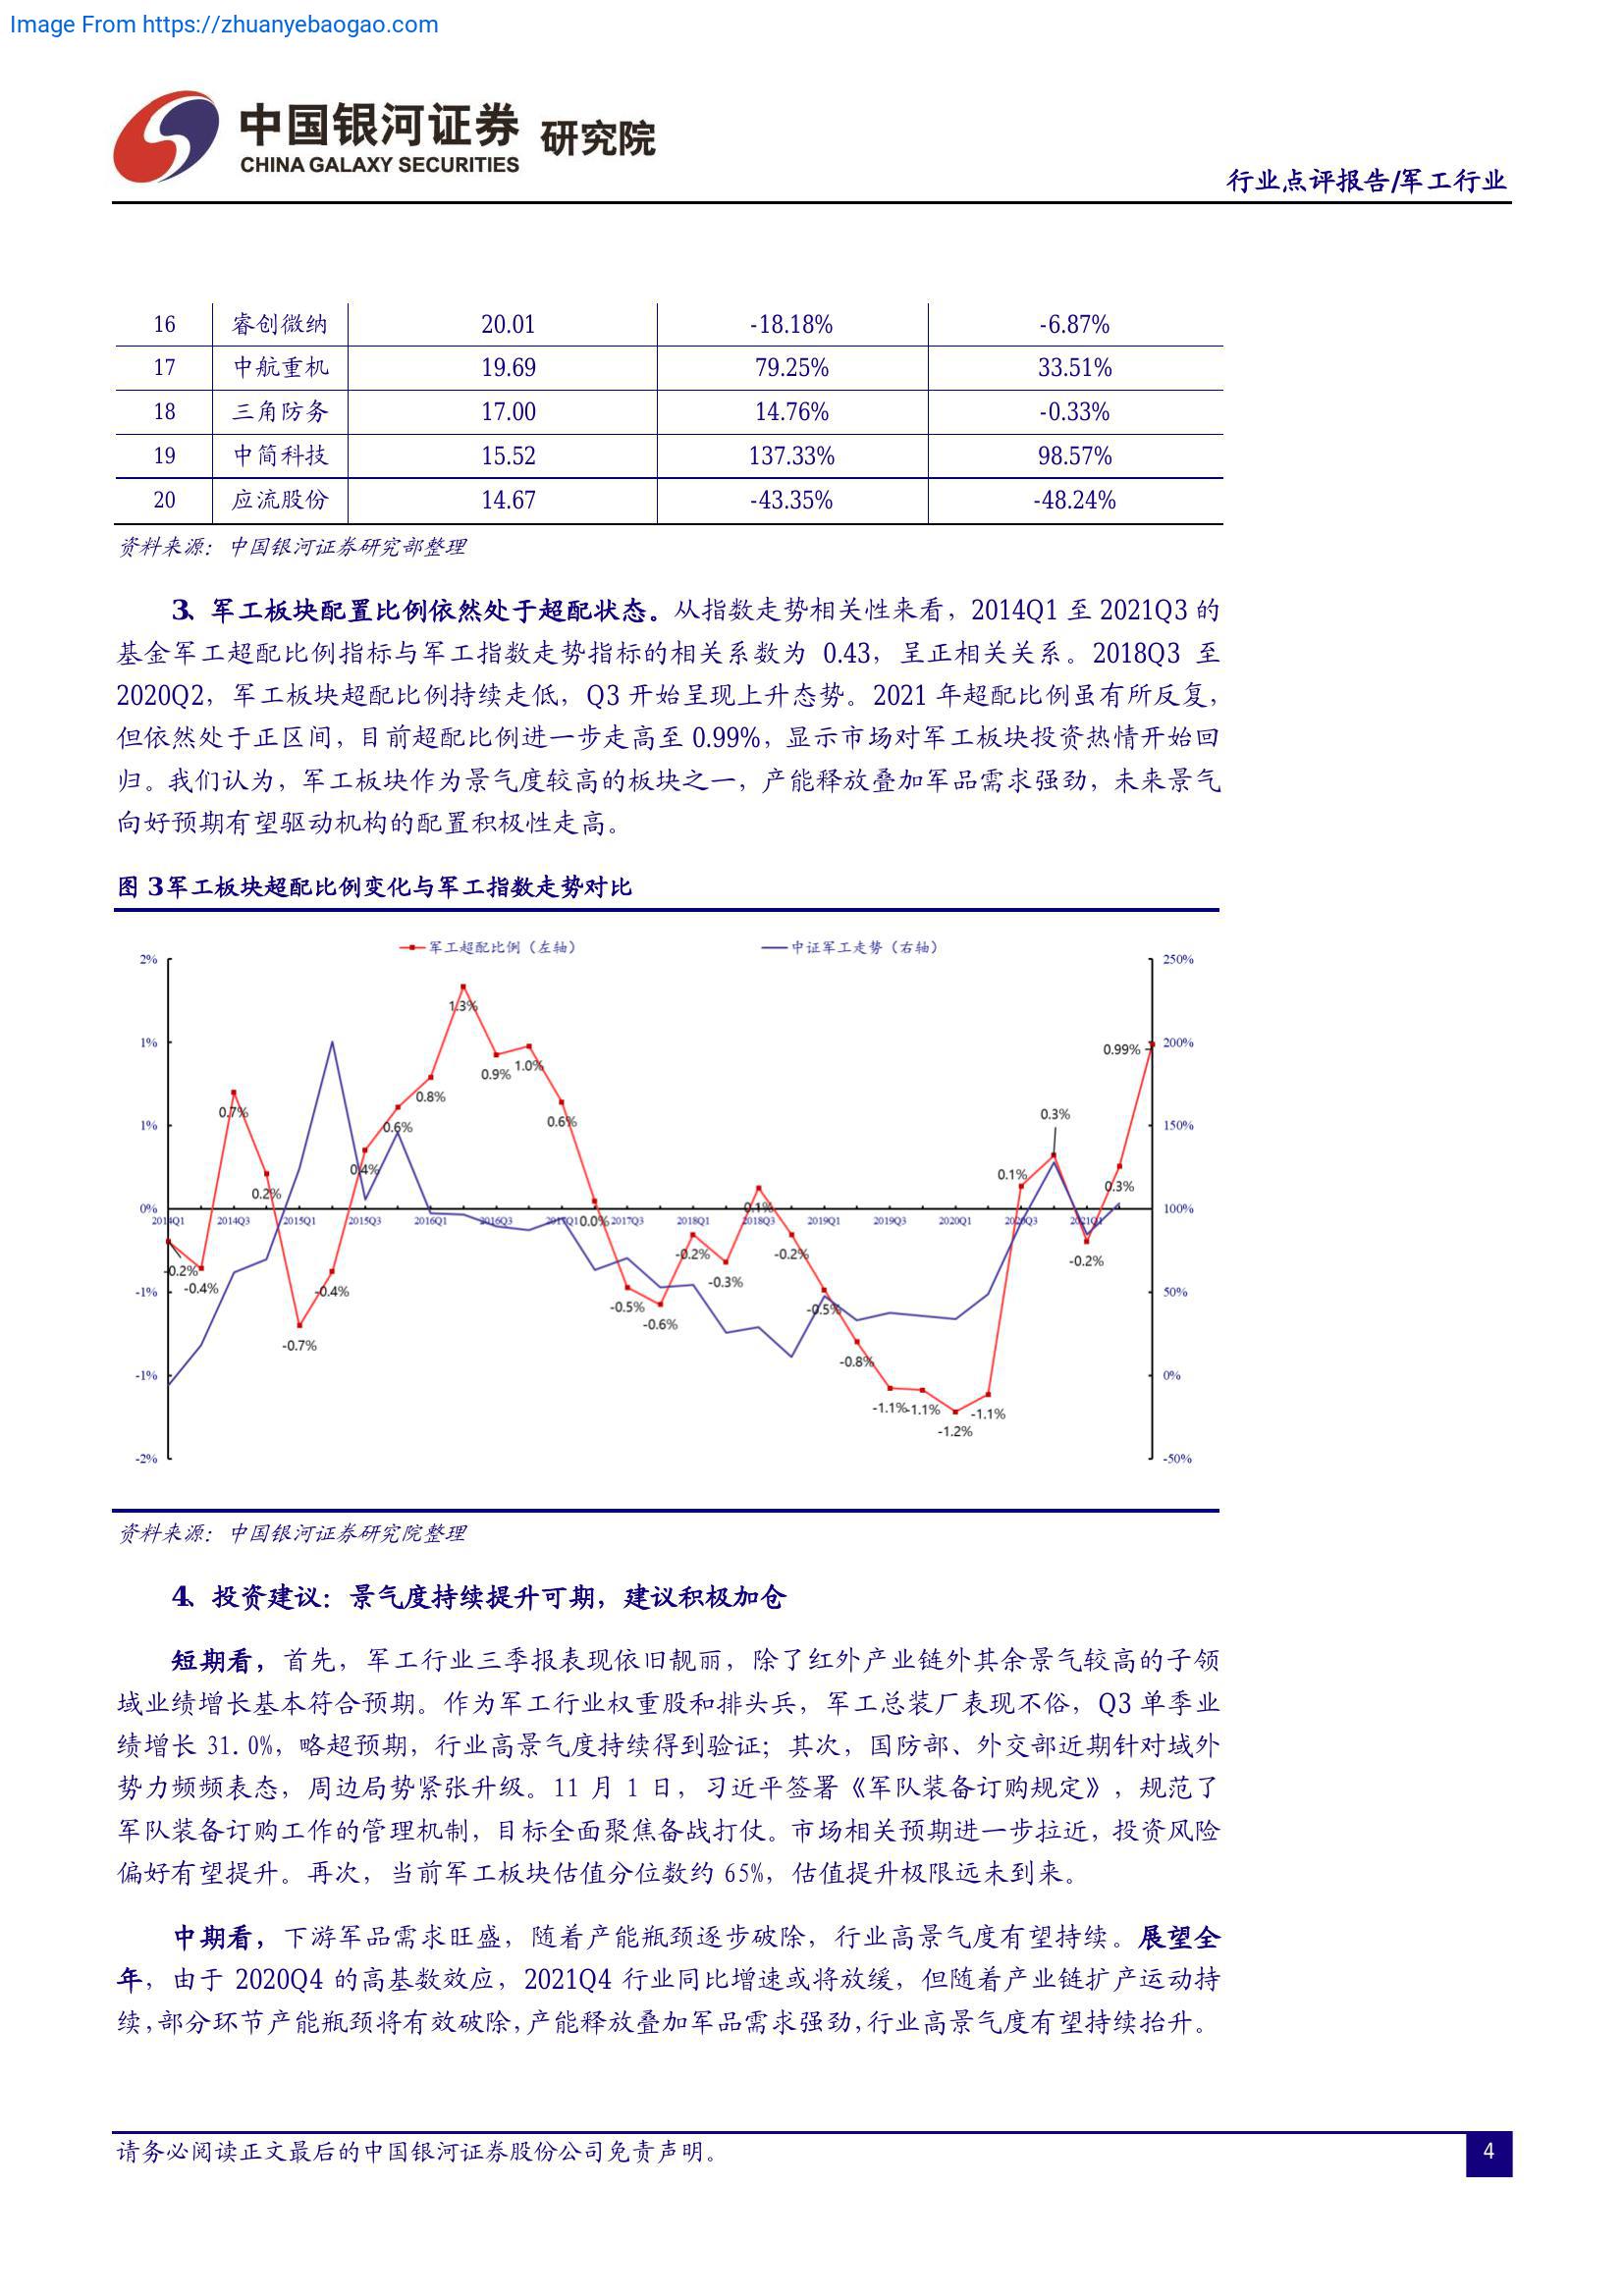 Image From https://zhuanyebaogao.com
中国银河证券 研究院
CHINA GALAXY SECURITIES
行业点评报告/军工行业
16 睿创微纳 20.01 -18.18% -6.87%
17 中航重机 19.69 79.25% 33.51%
18 三角防务 17.00 14.76% -0.33%
19 中简科技 15.52 137.33% 98.57%
20 应流股份 14.67 -43.35% -48.24%
资料来源：中国银河证券研究部整理
3、军工板块配置比例依然处于超配状态。从指数走势相关性来看，2014Q1 至 2021Q3 的
基金军工超配比例指标与军工指数走势指标的相关系数为 0.43，呈正相关关系。2018Q3 至
2020Q2，军工板块超配比例持续走低，Q3 开始呈现上升态势。2021 年超配比例虽有所反复，
但依然处于正区间，目前超配比例进一步走高至 0.99%，显示市场对军工板块投资热情开始回
归。我们认为，军工板块作为景气度较高的板块之一，产能释放叠加军品需求强劲，未来景气
向好预期有望驱动机构的配置积极性走高。
图 3军工板块超配比例变化与军工指数走势对比
军工超配比例（左轴） 中证军工走势（右轴）
2% 1% 1% 0% -1% -1% -2%
250% 200% 150% 100% 50% 0% -50%
2014Q1 2014Q3 2015Q1 2015Q3 2016Q1 2016Q3 2017Q1 2017Q3 2018Q1 2018Q3 2019Q1 2019Q3 2020Q1 2020Q3 2021Q1
-0.2% -0.4% 0.7% 0.2% -0.7% -0.4% 0.4% 0.6% 0.8% 1.3% 0.9% 1.0% 0.6% 0.0% -0.5% -0.6% -0.2% -0.3% 0.1% -0.2% -0.5% -0.8% -1.1% -1.1% -1.2% -1.1% 0.1% 0.3% -0.2% 0.3% 0.99%
资料来源：中国银河证券研究院整理
4、投资建议：景气度持续提升可期，建议积极加仓
短期看，首先，军工行业三季报表现依旧靓丽，除了红外产业链外其余景气较高的子领
域业绩增长基本符合预期。作为军工行业权重股和排头兵，军工总装厂表现不俗，Q3 单季业
绩增长 31.0%，略超预期，行业高景气度持续得到验证；其次，国防部、外交部近期针对域外
势力频频表态，周边局势紧张升级。11 月 1 日，习近平签署《军队装备订购规定》，规范了
军队装备订购工作的管理机制，目标全面聚焦备战打仗。市场相关预期进一步拉近，投资风险
偏好有望提升。再次，当前军工板块估值分位数约 65%，估值提升极限远未到来。
中期看，下游军品需求旺盛，随着产能瓶颈逐步破除，行业高景气度有望持续。展望全
年，由于 2020Q4 的高基数效应，2021Q4 行业同比增速或将放缓，但随着产业链扩产运动持
续，部分环节产能瓶颈将有效破除，产能释放叠加军品需求强劲，行业高景气度有望持续抬升。
请务必阅读正文最后的中国银河证券股份公司免责声明。
4